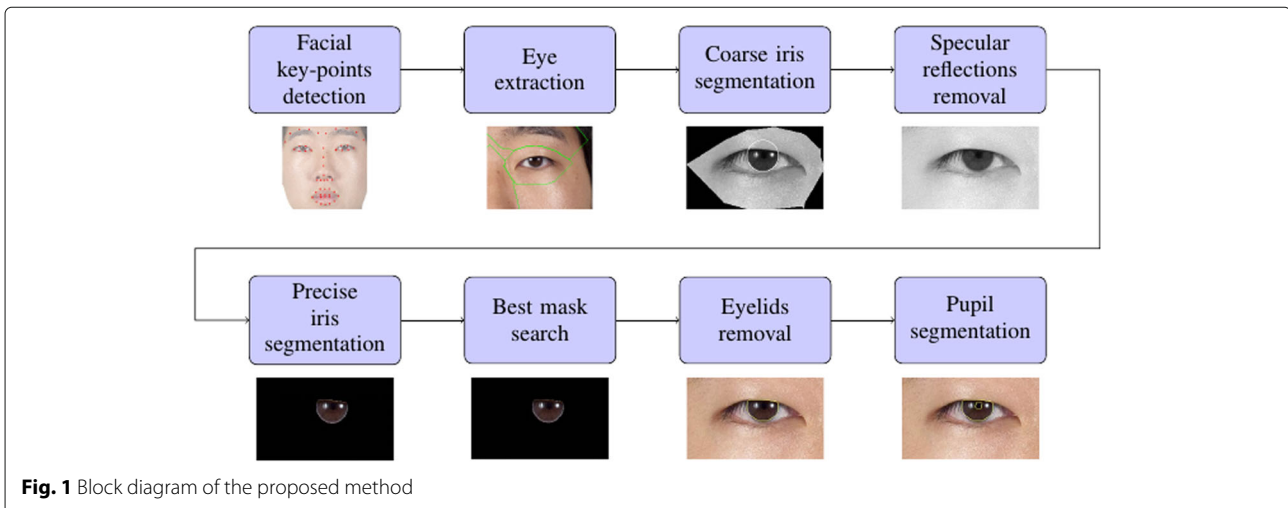 Facial
key-points
detection
Eye
extraction
Coarse iris
segmentation
Specular
reflections
removal
Precise
iris
segmentation
Best mask
search
Eyelids
removal
Pupil
segmentation
Fig. 1 Block diagram of the proposed method